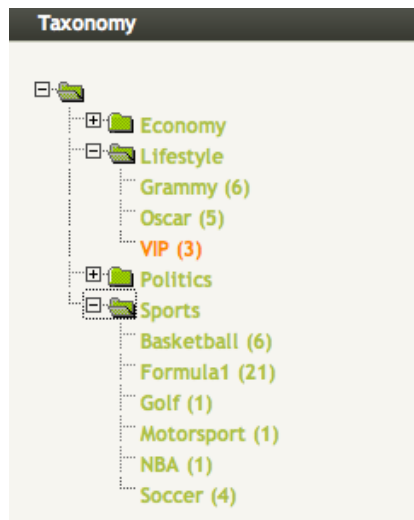 Taxonomy
Economy
Lifestyle
Grammy (6)
Oscar (5)
VIP (3)
Politics
Sports
Basketball (6)
Formula1 (21)
Golf (1)
Motorsport (1)
NBA (1)
Soccer (4)